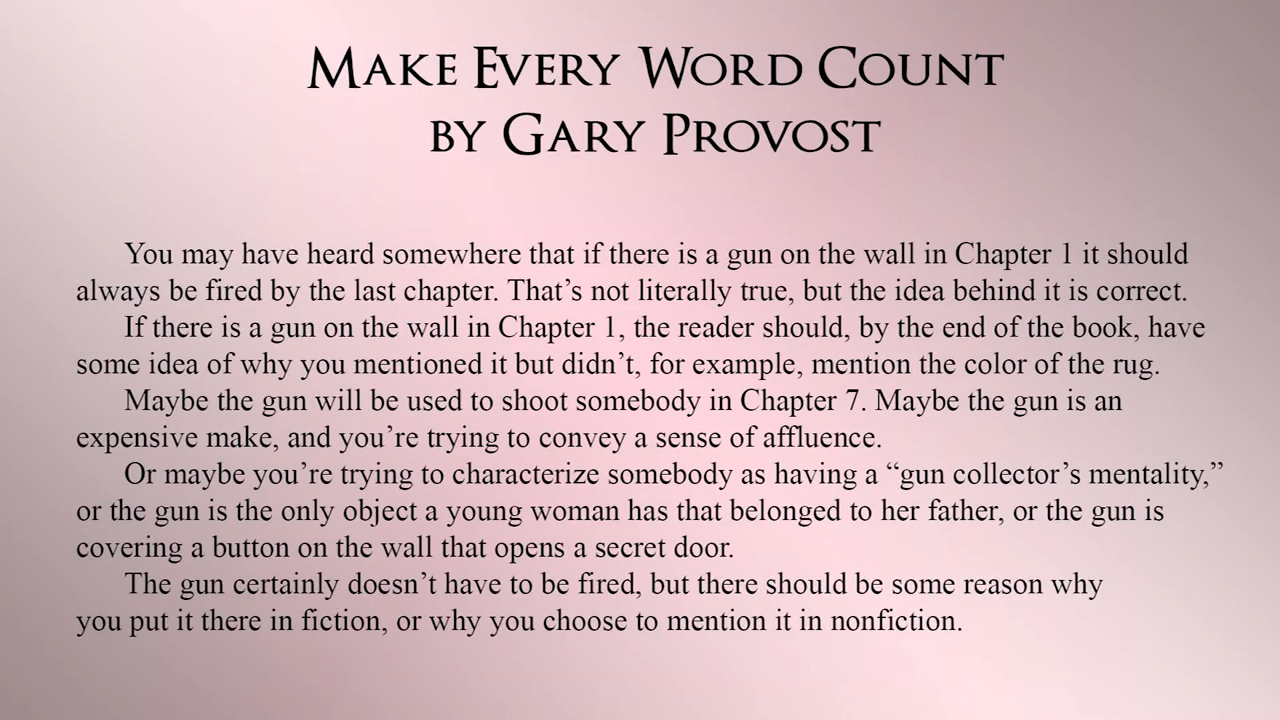 Make Every Word Count
by Gary Provost
You may have heard somewhere that if there is a gun on the wall in Chapter 1 it should
always be fired by the last chapter. That’s not literally true, but the idea behind it is correct.
If there is a gun on the wall in Chapter 1, the reader should, by the end of the book, have
some idea of why you mentioned it but didn’t, for example, mention the color of the rug.
Maybe the gun will be used to shoot somebody in Chapter 7. Maybe the gun is an
expensive make, and you’re trying to convey a sense of affluence.
Or maybe you’re trying to characterize somebody as having a “gun collector’s mentality,”
or the gun is the only object a young woman has that belonged to her father, or the gun is
covering a button on the wall that opens a secret door.
The gun certainly doesn’t have to be fired, but there should be some reason why
you put it there in fiction, or why you choose to mention it in nonfiction.